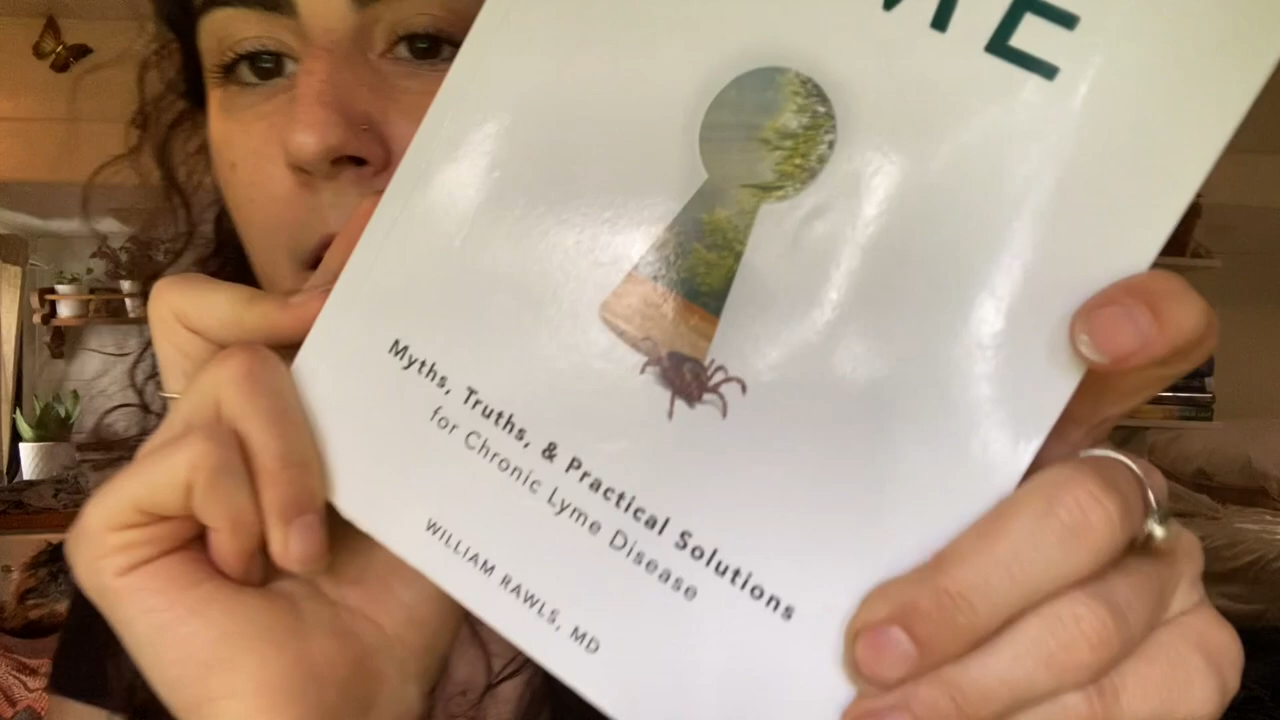 ME
Myths, Truths, & Practical Solutions
for Chronic Lyme Disease
WILLIAM RAWLS, MD